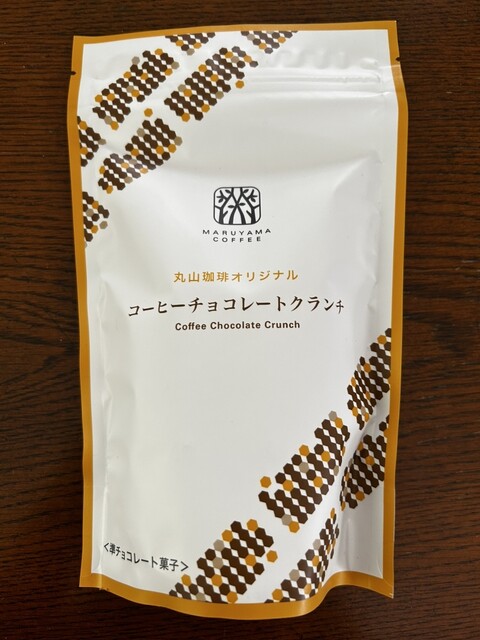 MARUYAMA
COFFEE
丸山珈琲オリジナル
コーヒーチョコレートクランチ
Coffee Chocolate Crunch
<準チョコレート菓子>